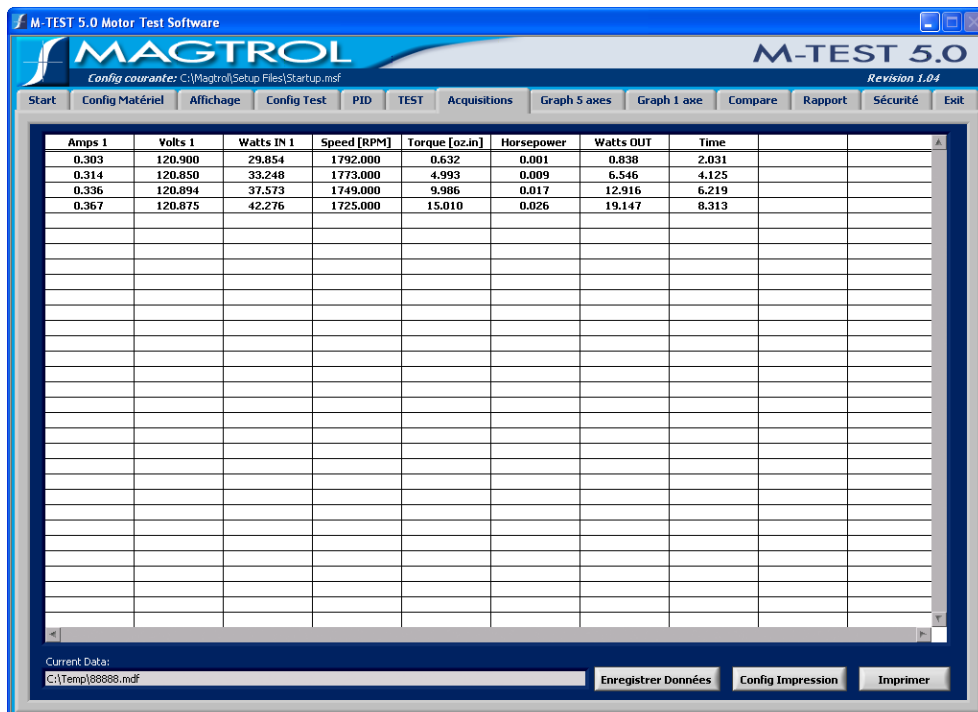 M-TEST 5.0 Motor Test Software
MAGTROL
M-TEST 5.0
Config courante: C:\Magtrol\Setup Files\Startup.msf
Revision 1.04
Start Config Matériel Affichage Config Test PID TEST Acquisitions Graph 5 axes Graph 1 axe Compare Rapport Sécurité Exit
Amps 1 Volts 1 Watts IN 1 Speed [RPM] Torque [oz.in] Horsepower Watts OUT Time
0.303 120.900 29.854 1792.000 0.632 0.001 0.838 2.031
0.314 120.850 33.248 1773.000 4.993 0.009 6.546 4.125
0.336 120.894 37.573 1749.000 9.986 0.017 12.916 6.219
0.367 120.875 42.276 1725.000 15.010 0.026 19.147 8.313
Current Data:
C:\Temp\88888.mdf
Enregistrer Données Config Impression Imprimer